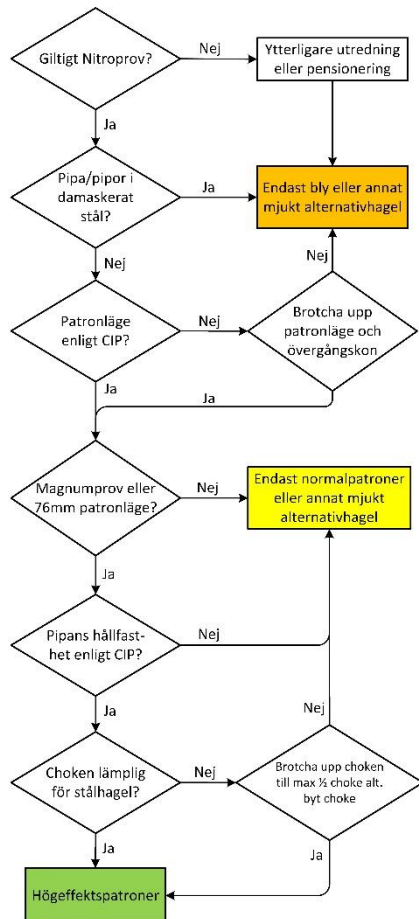 Giltigt Nitroprov?
Nej
Ytterligare utredning
eller pensionering
Ja
Pipa/pipor i
damaskerat
stål?
Ja
Endast bly eller annat
mjukt alternativhagel
Nej
Nej
Patronläge
enligt CIP?
Nej
Brotcha upp
patronläge och
övergångskon
Ja
Ja
Magnumprov eller
76mm patronläge?
Nej
Endast normalpatroner
eller annat mjukt
alternativhagel
Ja
Pipans hållfast-
het enligt CIP?
Nej
Ja
Nej
Choken lämplig
för stålhagel?
Nej
Brotcha upp choken
till max ½ choke alt.
byt choke
Ja
Ja
Högeffektspatroner